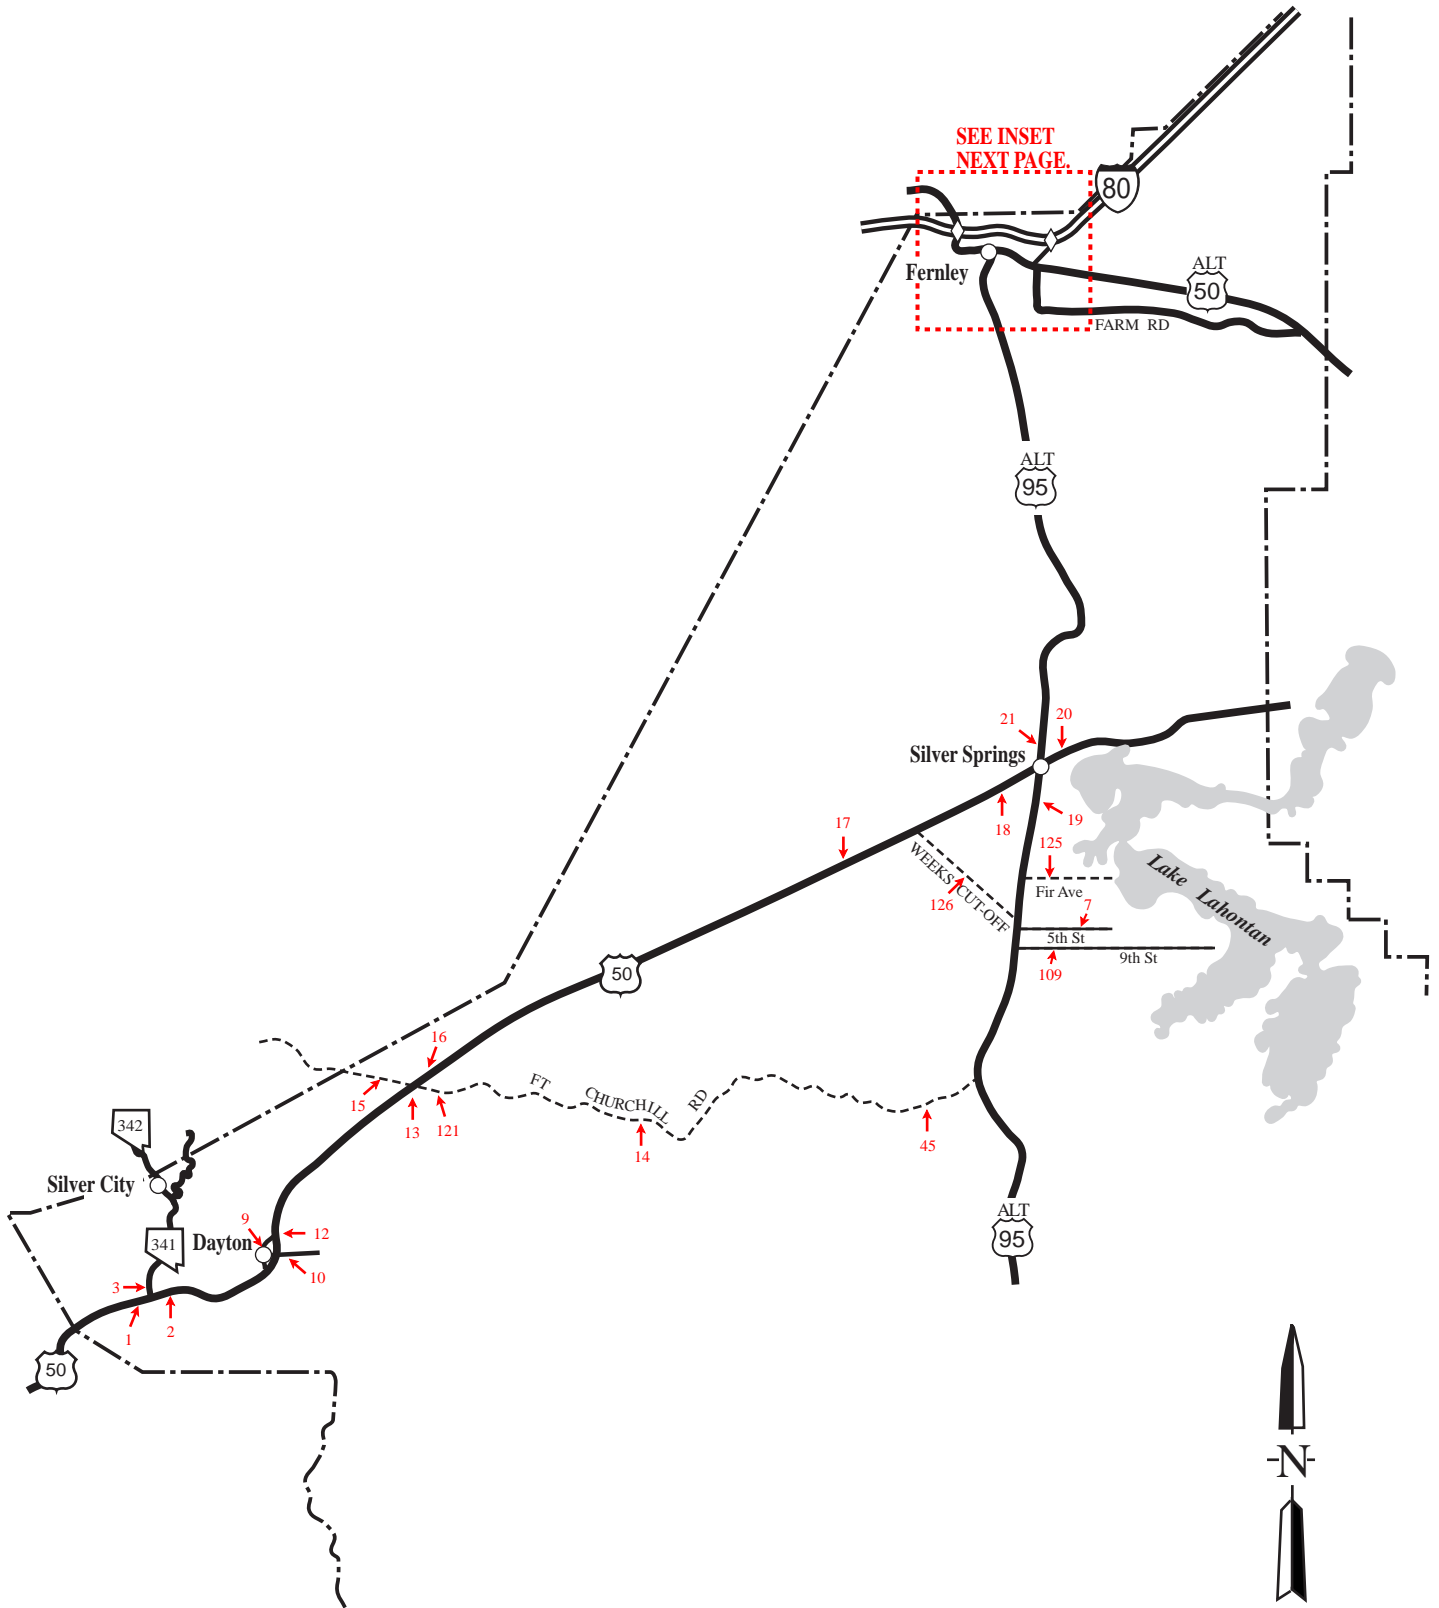 SEE INSET
NEXT PAGE.
80
Fernley
ALT
50
FARM RD
ALT
95
21
20
Silver Springs
18
19
17
125
WEEKS CUT-OFF
126
Fir Ave
7
5th St
109
9th St
Lake Lahontan
50
16
15
13
121
FT CHURCHILL RD
14
45
342
Silver City
341
9
Dayton
12
10
3
1
2
50
ALT
95
N